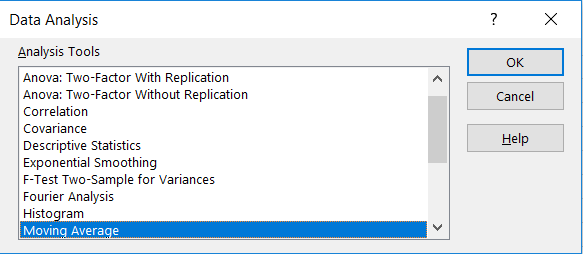 Data Analysis
?
Analysis Tools
Anova: Two-Factor With Replication
Anova: Two-Factor Without Replication
Correlation
Covariance
Descriptive Statistics
Exponential Smoothing
F-Test Two-Sample for Variances
Fourier Analysis
Histogram
Moving Average
OK
Cancel
Help